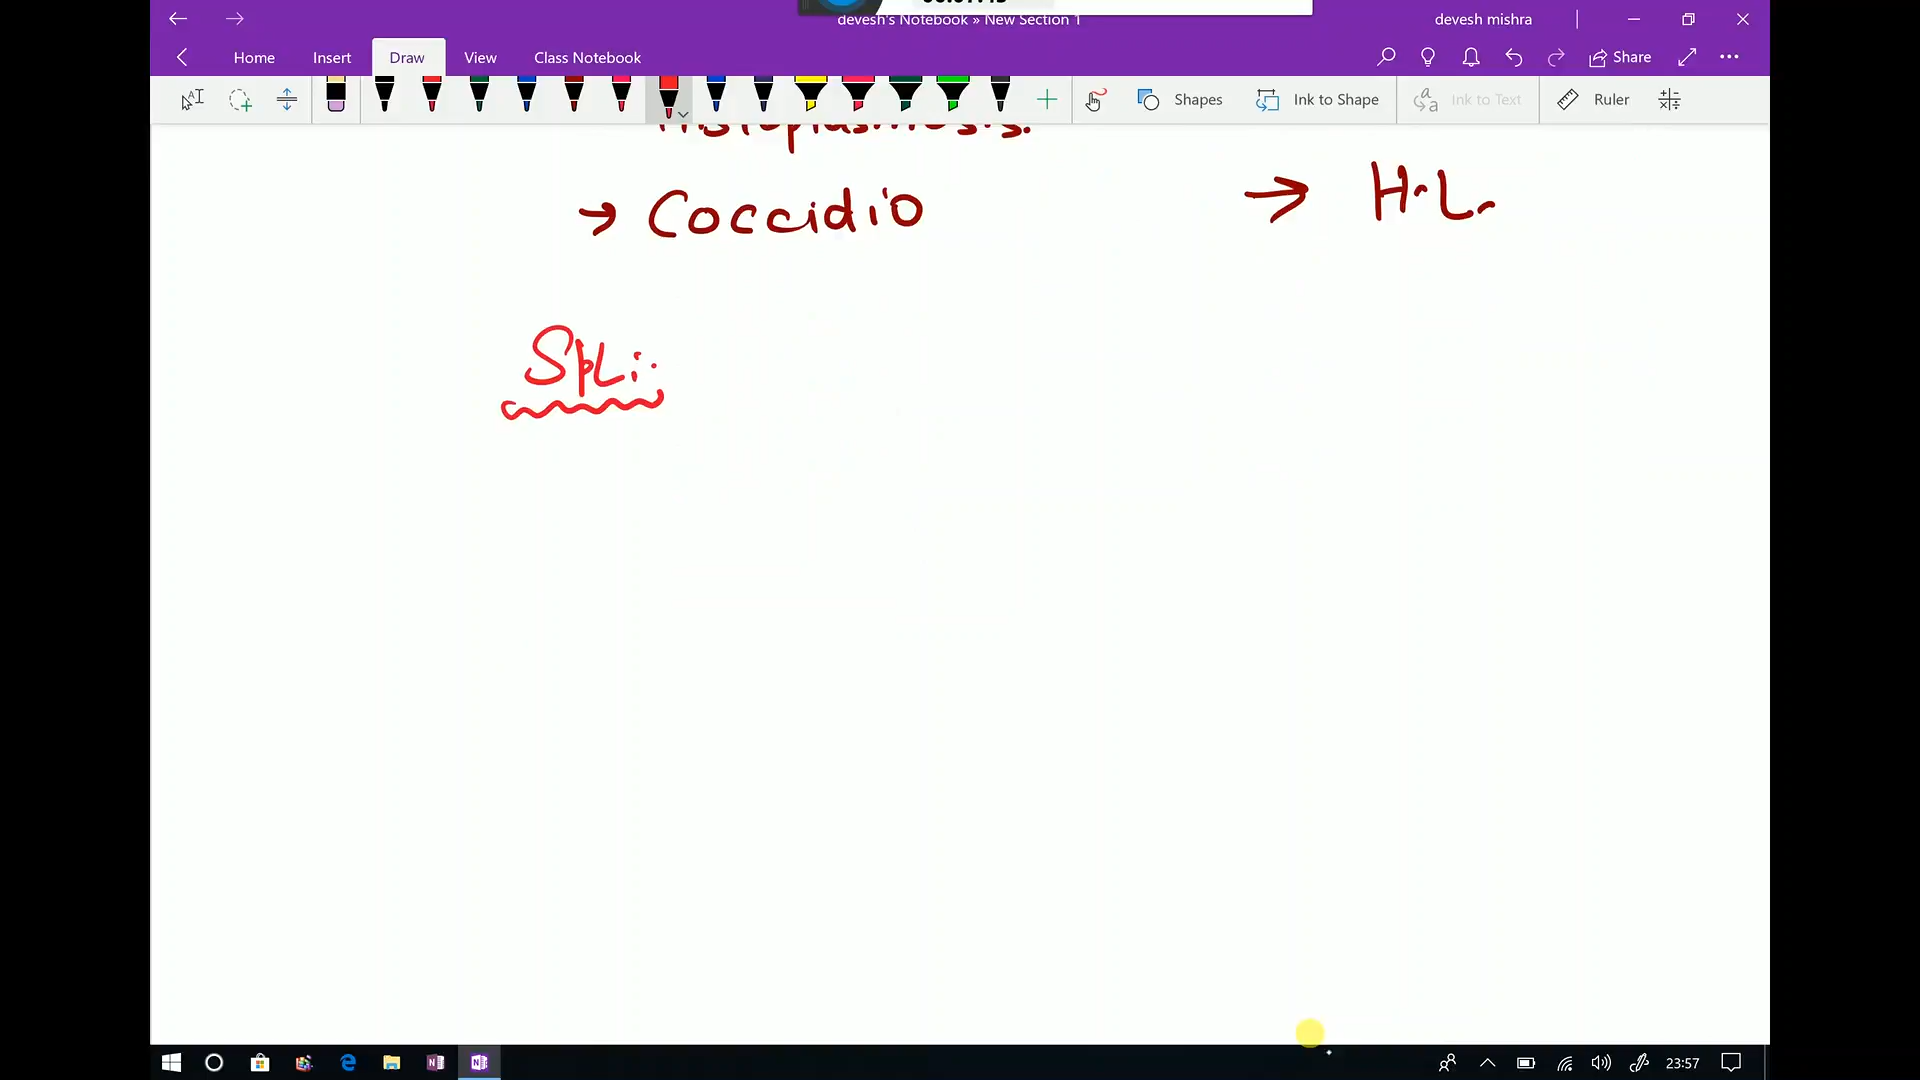 devesh's Notebook » New Section 1
devesh mishra
Home Insert Draw View Class Notebook
Share
Shapes Ink to Shape Ink to Text Ruler
Histoplasmosis.
→ Coccidio → H.L.
SpL:.
23:57